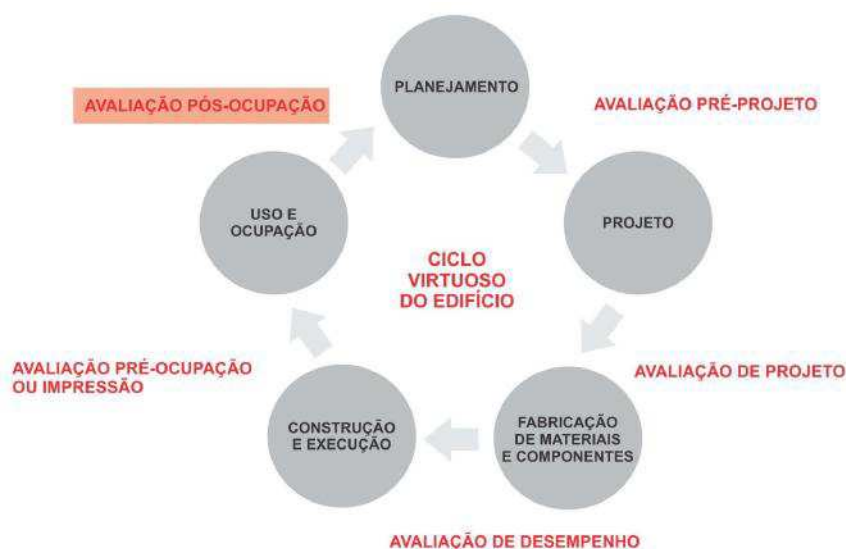 PLANEJAMENTO
AVALIAÇÃO PÓS-OCUPAÇÃO
AVALIAÇÃO PRÉ-PROJETO
USO E
OCUPAÇÃO
PROJETO
CICLO
VIRTUOSO
DO EDIFÍCIO
AVALIAÇÃO PRÉ-OCUPAÇÃO
OU IMPRESSÃO
AVALIAÇÃO DE PROJETO
CONSTRUÇÃO
E EXECUÇÃO
FABRICAÇÃO
DE MATERIAIS
E COMPONENTES
AVALIAÇÃO DE DESEMPENHO